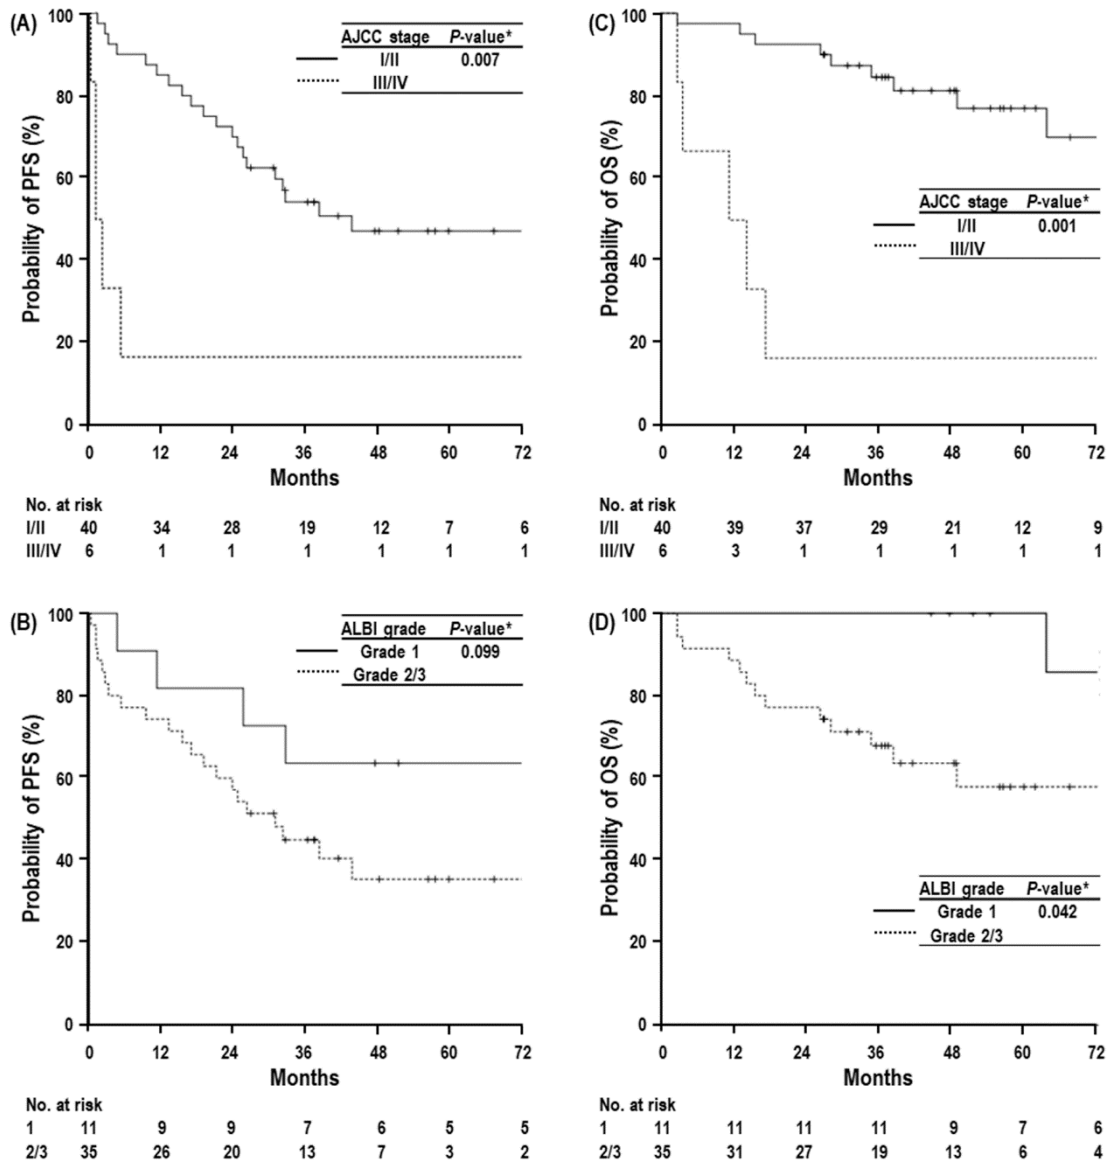 (A)
Probability of PFS (%)
100
80
60
40
20
0
AJCC stage P-value*
I/II 0.007
III/IV
0 12 24 36 48 60 72
Months
No. at risk
I/II 40 34 28 19 12 7 6
III/IV 6 1 1 1 1 1 1
(C)
Probability of OS (%)
100
80
60
40
20
0
AJCC stage P-value*
I/II 0.001
III/IV
0 12 24 36 48 60 72
Months
No. at risk
I/II 40 39 37 29 21 12 9
III/IV 6 3 1 1 1 1 1
(B)
Probability of PFS (%)
100
80
60
40
20
0
ALBI grade P-value*
Grade 1 0.099
Grade 2/3
0 12 24 36 48 60 72
Months
No. at risk
1 11 9 9 7 6 5 5
2/3 35 26 20 13 7 3 2
(D)
Probability of OS (%)
100
80
60
40
20
0
ALBI grade P-value*
Grade 1 0.042
Grade 2/3
0 12 24 36 48 60 72
Months
No. at risk
1 11 11 11 11 9 7 6
2/3 35 31 27 19 13 6 4